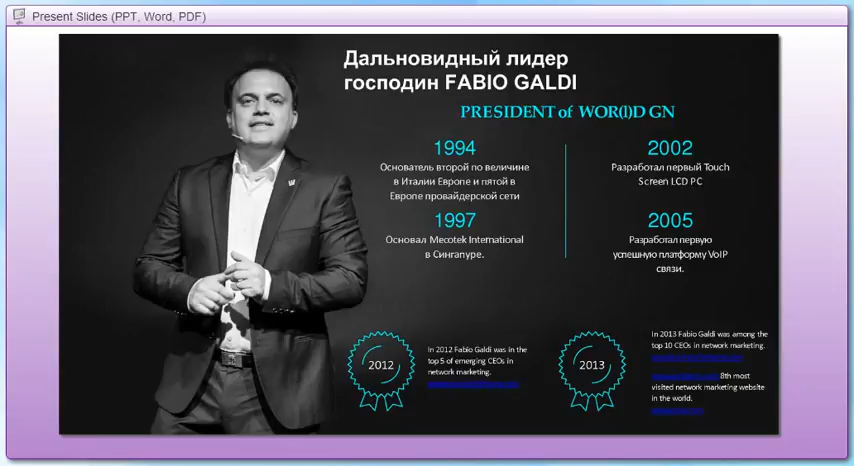 Present Slides (PPT, Word, PDF)
Дальновидный лидер
господин FABIO GALDI
PRESIDENT of WOR(l)D GN
1994
Основатель второй по величине
в Италии Европе и пятой в
Европе провайдерской сети
1997
Основал Mecotek International
в Сингапуре.
2002
Разработал первый Touch
Screen LCD PC
2005
Разработал первую
успешную платформу VoIP
связи.
2012
In 2012 Fabio Galdi was in the
top 5 of emerging CEOs in
network marketing.
2013
In 2013 Fabio Galdi was among the
top 10 CEOs in network marketing.
8th most
visited network marketing website
in the world.